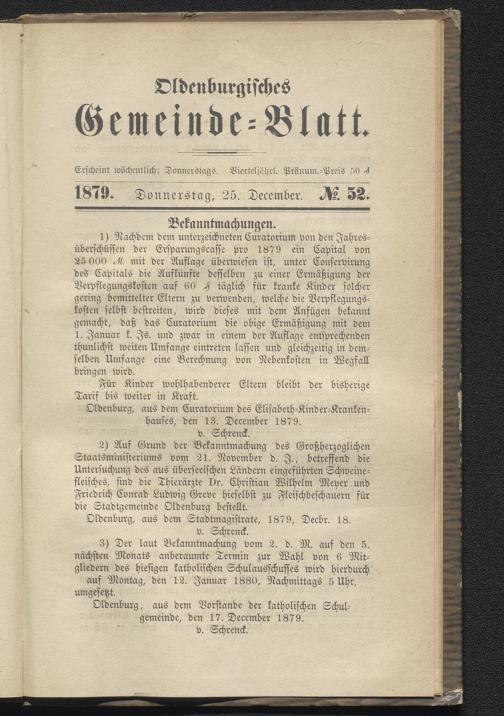 Oldenburgisches
Gemeinde-Blatt.
Erscheint wöchentlich: Donnerstags. Vierteljährl. Pränum.-Preis 50 ₰
1879. Donnerstag, 25. December. № 52.
Bekanntmachungen.
1) Nachdem dem unterzeichneten Curatorium von den Jahres-
überschüssen der Ersparungscasse pro 1879 ein Capital von
25000 ℳ mit der Auflage überwiesen ist, unter Conservirung
des Capitals die Aufkünfte desselben zu einer Ermäßigung der
Verpflegungskosten auf 60 ₰ täglich für kranke Kinder solcher
gering bemittelter Eltern zu verwenden, welche die Verpflegungs-
kosten selbst bestreiten, wird dieses mit dem Anfügen bekannt
gemacht, daß das Curatorium die obige Ermäßigung mit dem
1. Januar k. Js. und zwar in einem der Auflage entsprechenden
thunlichst weiten Umfange eintreten lassen und gleichzeitig in dem-
selben Umfange eine Berechnung von Nebenkosten in Wegfall
bringen wird.
Für Kinder wohlhabenderer Eltern bleibt der bisherige
Tarif bis weiter in Kraft.
Oldenburg, aus dem Curatorium des Elisabeth-Kinder-Kranken-
hauses, den 13. December 1879.
v. Schrenck.
2) Auf Grund der Bekanntmachung des Großherzoglichen
Staatsministeriums vom 21. November d. J., betreffend die
Untersuchung des aus überseeischen Ländern eingeführten Schweine-
fleisches, sind die Thierärzte Dr. Christian Wilhelm Meyer und
Friedrich Conrad Ludwig Greve hieselbst zu Fleischbeschauern für
die Stadtgemeinde Oldenburg bestellt.
Oldenburg, aus dem Stadtmagistrate, 1879, Decbr. 18.
v. Schrenck.
3) Der laut Bekanntmachung vom 2. d. M. auf den 5.
nächsten Monats anberaumte Termin zur Wahl von 6 Mit-
gliedern des hiesigen katholischen Schulausschusses wird hierdurch
auf Montag, den 12. Januar 1880, Nachmittags 5 Uhr,
umgesetzt.
Oldenburg, aus dem Vorstande der katholischen Schul-
gemeinde, den 17. December 1879.
v. Schrenck.